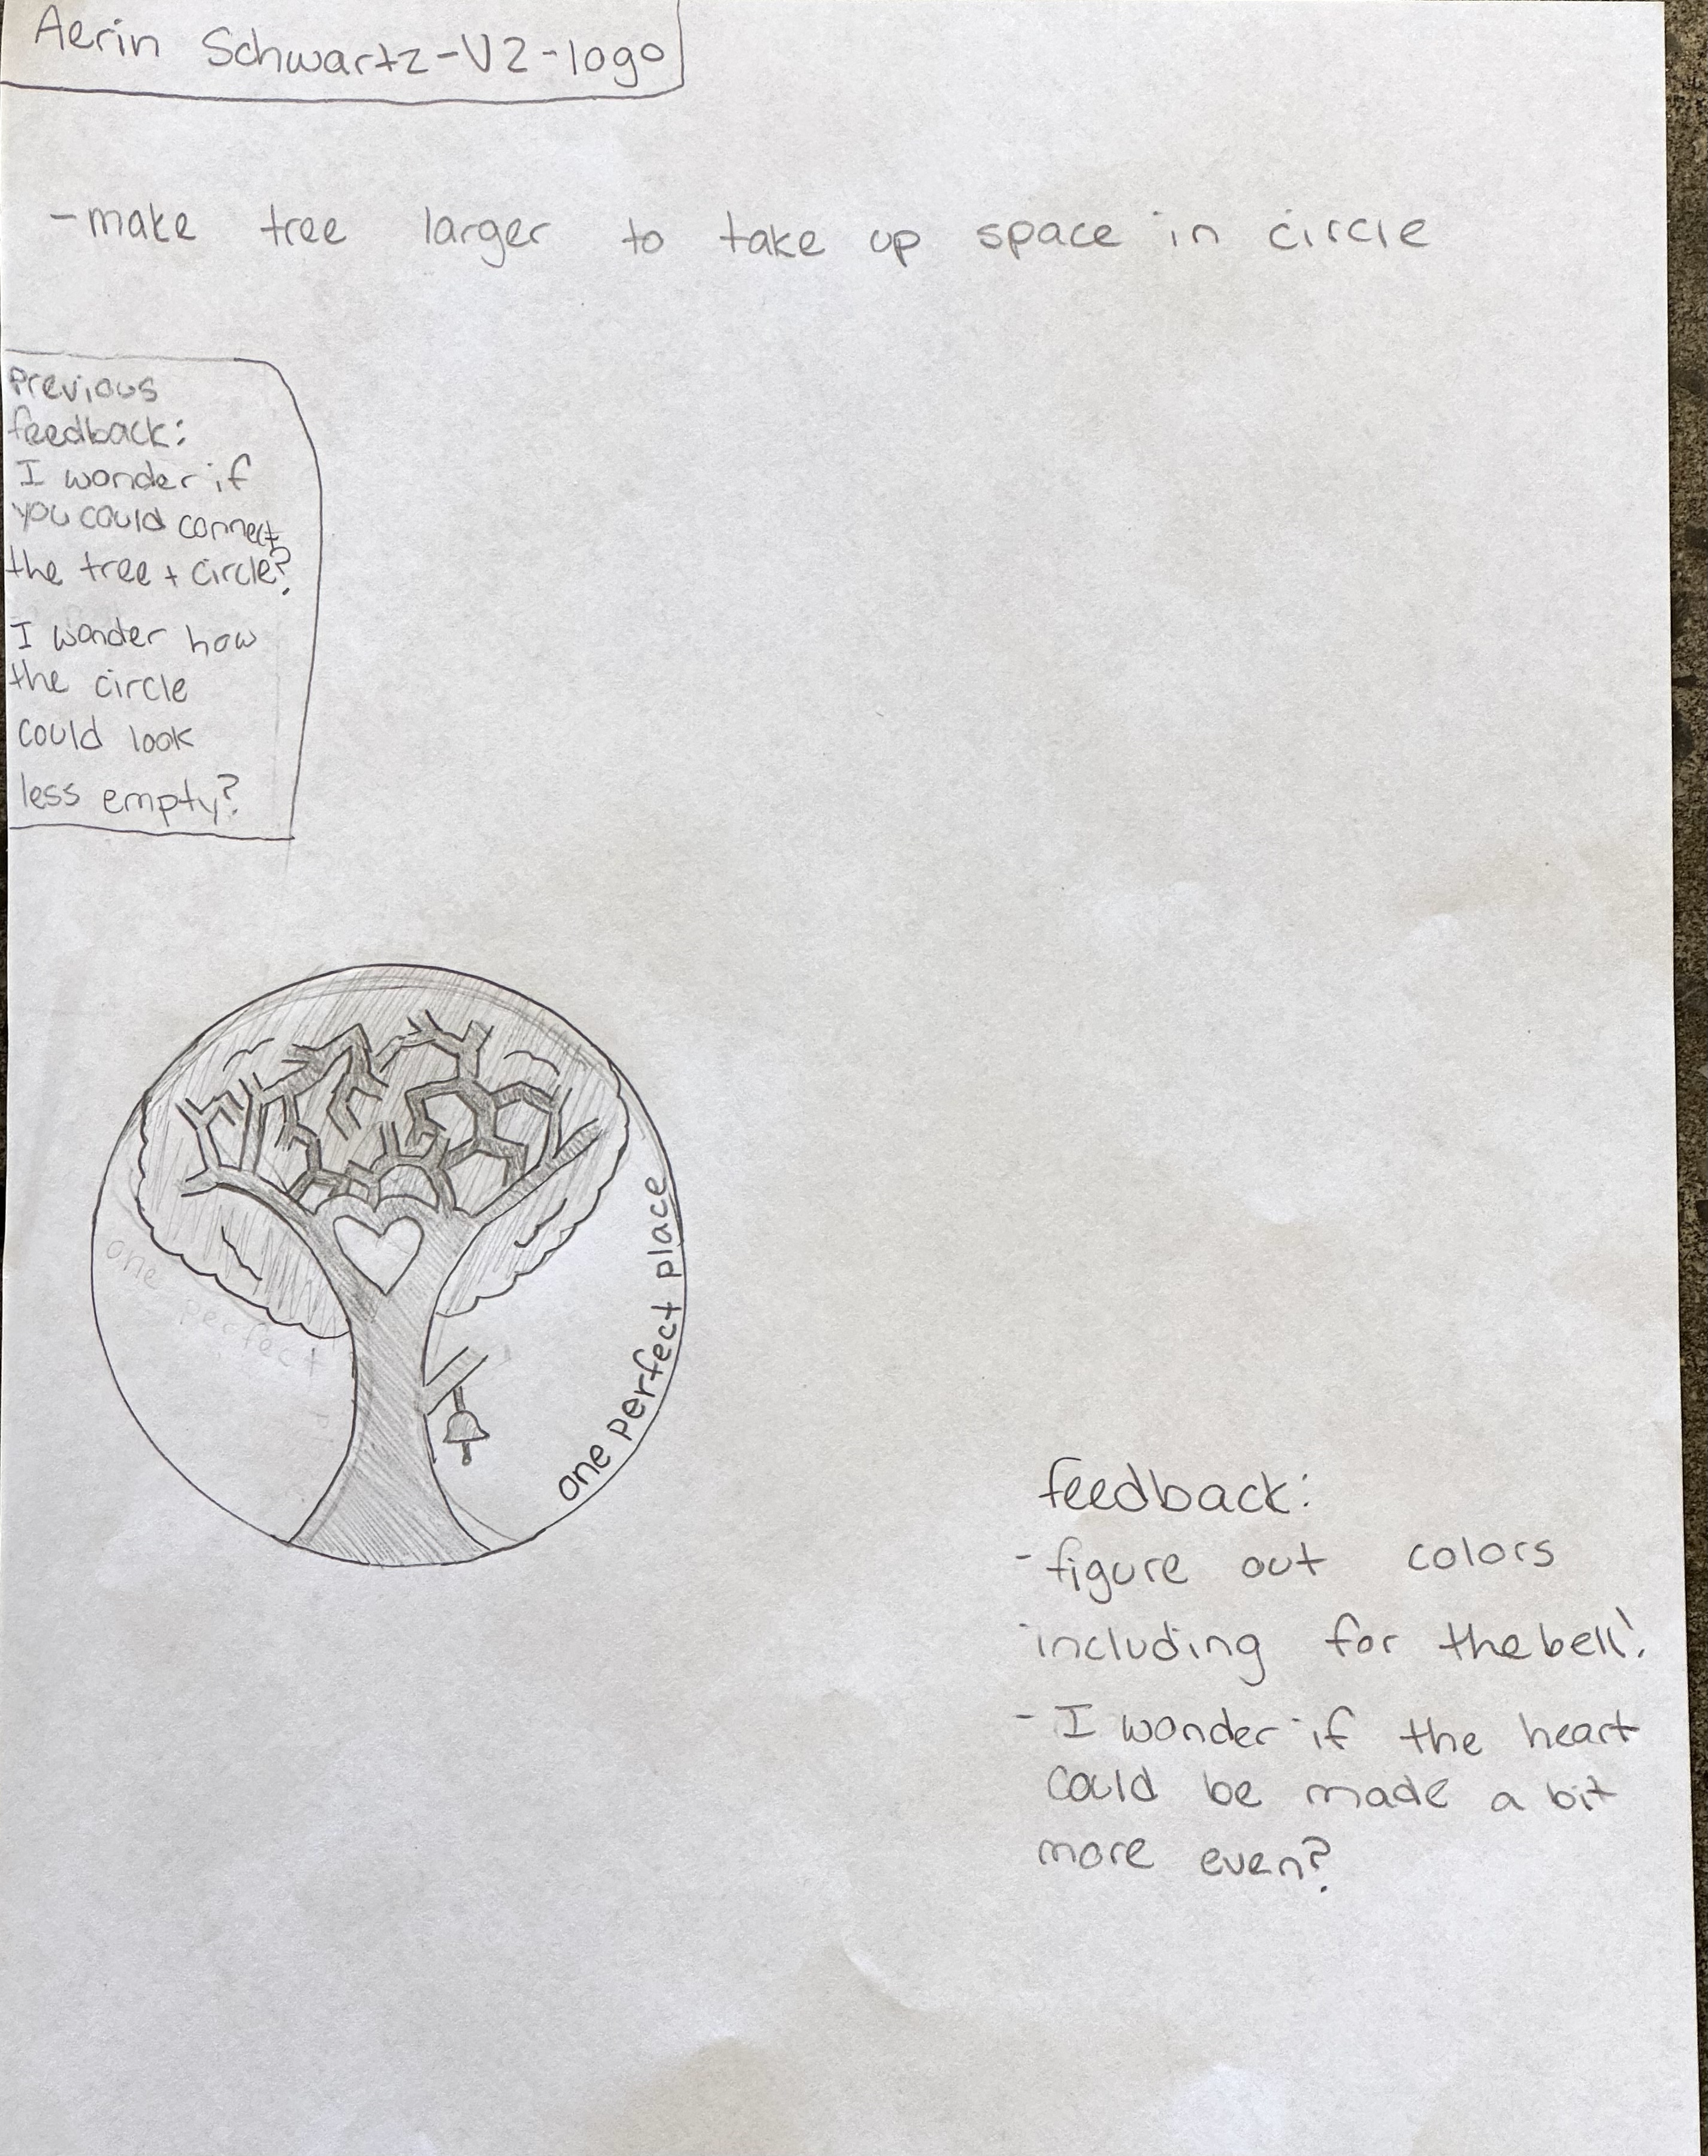 Aerin Schwartz-V2-logo
-make tree larger to take up space in circle
Previous
feedback:
I wonder if
you could connect
the tree + circle?
I wonder how
the circle
could look
less empty?
one perfect
one perfect place
feedback:
-figure out colors
including for the bell!
- I wonder if the heart
could be made a bit
more even?